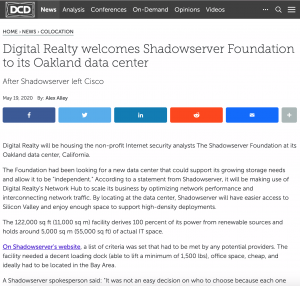 DCD
News Analysis Conferences On-Demand Opinions Videos
HOME › NEWS › COLOCATION
Digital Realty welcomes Shadowserver Foundation
to its Oakland data center
After Shadowserver left Cisco
May 19, 2020 By: Alex Alley
Digital Realty will be housing the non-profit Internet security analysts The Shadowserver Foundation at its
Oakland data center, California.
The Foundation had been looking for a new data center that could support its growing storage needs
and allow it to be "independent." According to a statement from Shadowserver, it will be making use of
Digital Realty's Network Hub to scale its business by optimizing network performance and
interconnecting network traffic. By locating at the data center, Shadowserver will have easier access to
Silicon Valley and enjoy enough space to support high-density deployments.
The 122,000 sq ft (11,000 sq m) facility derives 100 percent of its power from renewable sources and
holds around 5,000 sq m (55,000 sq ft) of actual IT space.
On Shadowserver's website, a list of criteria was set that had to be met by any potential providers. The
facility needed a decent loading dock (able to lift a minimum of 1,500 lbs), office space, cheap, and
ideally had to be located in the Bay Area.
A Shadowserver spokesperson said: "It was not an easy decision on who to choose because each one